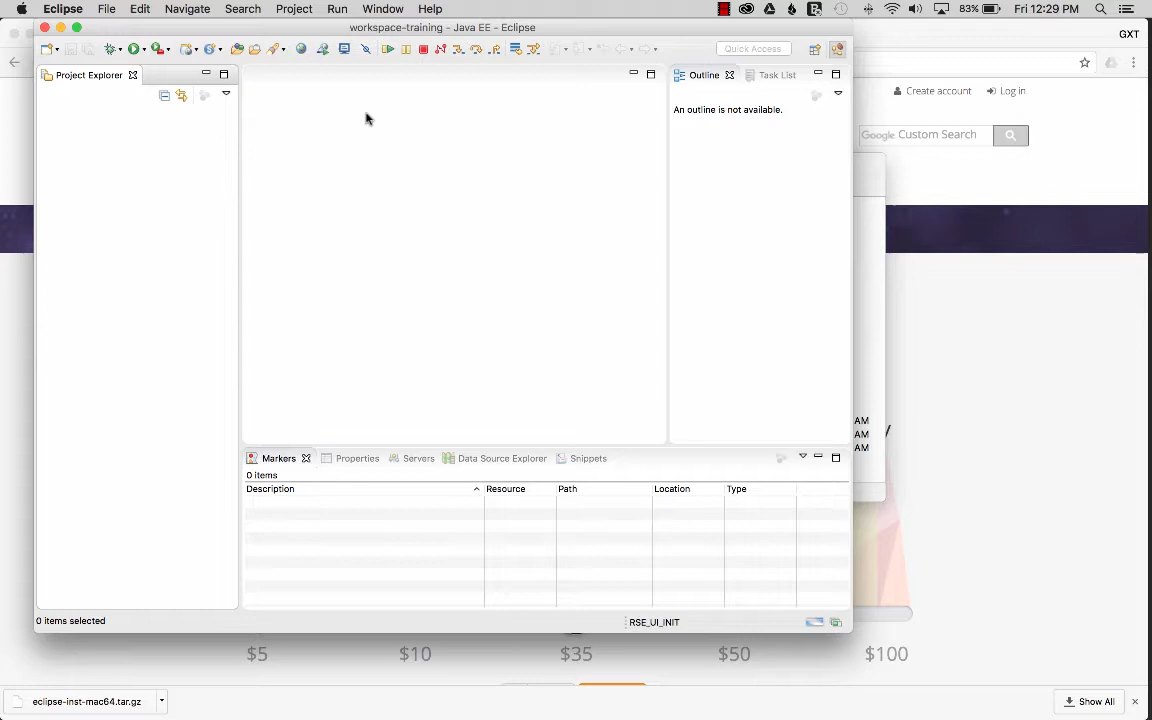 Eclipse File Edit Navigate Search Project Run Window Help 83% Fri 12:29 PM
workspace-training - Java EE - Eclipse
GXT
Quick Access
Project Explorer
Outline Task List
Create account Log in
An outline is not available.
Google Custom Search
AM
AM
AM
y
Markers Properties Servers Data Source Explorer Snippets
0 items
Description Resource Path Location Type
0 items selected
RSE_UI_INIT
$5 $10 $35 $50 $100
eclipse-inst-mac64.tar.gz
Show All